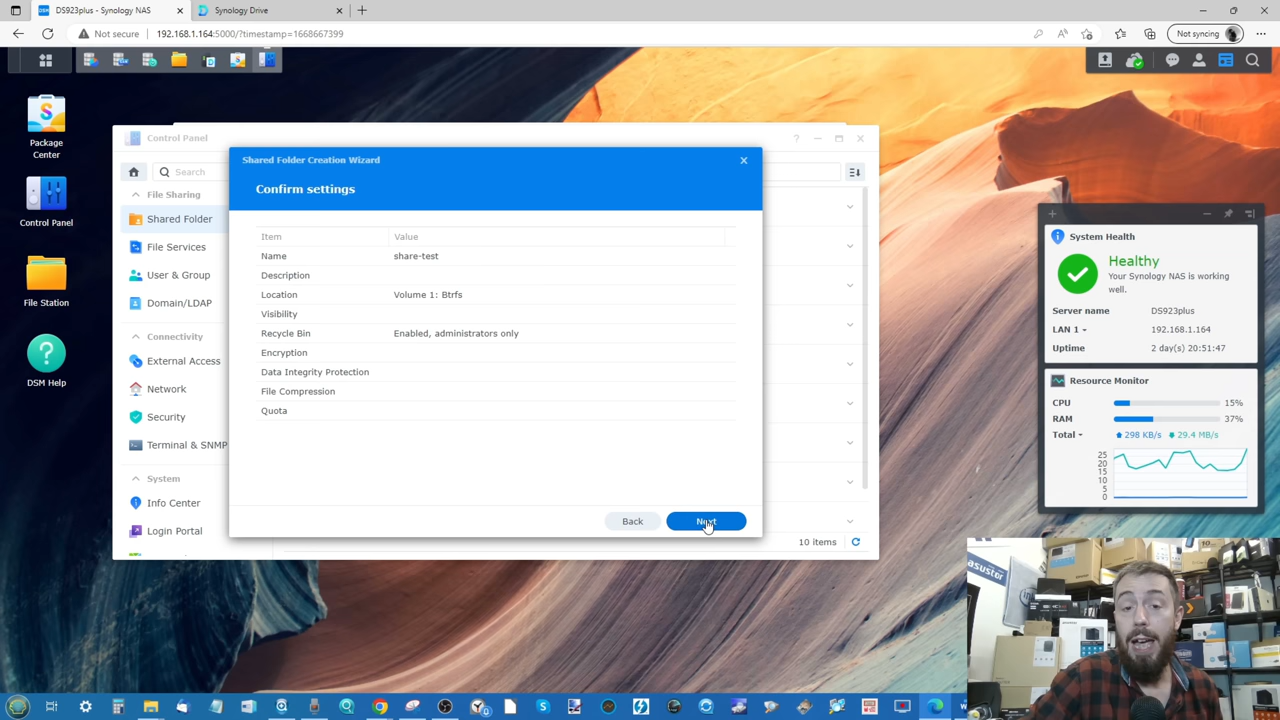 DS923plus - Synology NAS
Synology Drive
Not secure
192.168.1.164:5000/?timestamp=1668667399
Not syncing
Package
Center
Control Panel
File Station
DSM Help
Control Panel
Search
File Sharing
Shared Folder
File Services
User & Group
Domain/LDAP
Connectivity
External Access
Network
Security
Terminal & SNMP
System
Info Center
Login Portal
10 items
Shared Folder Creation Wizard
Confirm settings
Item Value
Name share-test
Description
Location Volume 1: Btrfs
Visibility
Recycle Bin Enabled, administrators only
Encryption
Data Integrity Protection
File Compression
Quota
Back
Next
System Health
Healthy
Your Synology NAS is working
well.
Server name DS923plus
LAN 1 192.168.1.164
Uptime 2 day(s) 20:51:47
Resource Monitor
CPU 15%
RAM 37%
Total 298 KB/s 29.4 MB/s
25
20
15
10
5
0
asustor